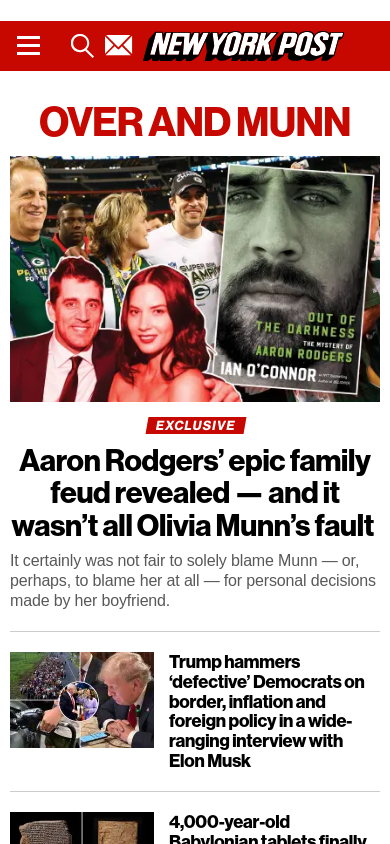 NEW YORK POST
OVER AND MUNN
OUT OF
THE DARKNESS
THE MYSTERY OF
AARON RODGERS
IAN O'CONNOR
EXCLUSIVE
Aaron Rodgers’ epic family
feud revealed — and it
wasn’t all Olivia Munn’s fault
It certainly was not fair to solely blame Munn — or,
perhaps, to blame her at all — for personal decisions
made by her boyfriend.
Trump hammers
‘defective’ Democrats on
border, inflation and
foreign policy in a wide-
ranging interview with
Elon Musk
4,000-year-old
Babylonian tablets finally